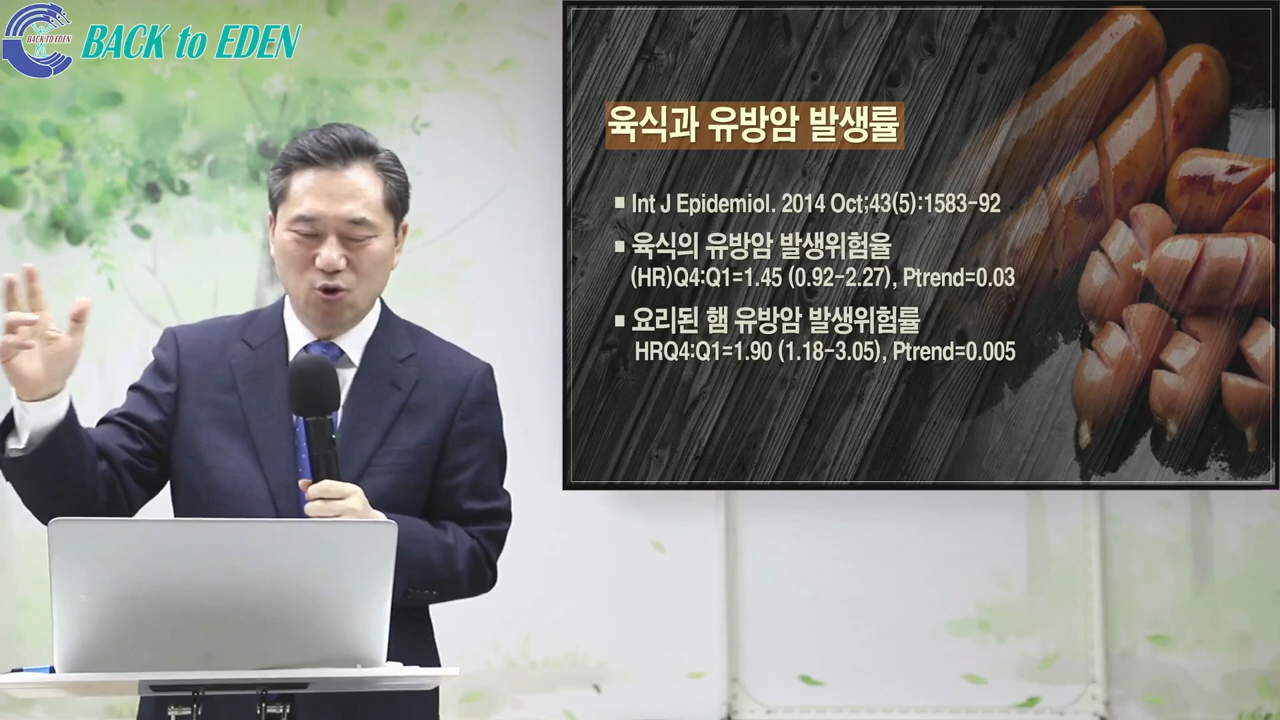 BACK TO EDEN
BACK to EDEN
육식과 유방암 발생률
▪ Int J Epidemiol. 2014 Oct;43(5):1583-92
▪ 육식의 유방암 발생위험율
(HR)Q4:Q1=1.45 (0.92-2.27), Ptrend=0.03
▪ 요리된 햄 유방암 발생위험률
HRQ4:Q1=1.90 (1.18-3.05), Ptrend=0.005